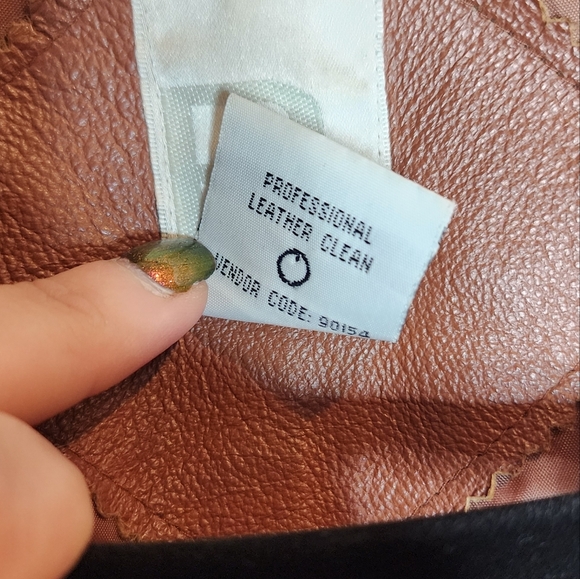 PROFESSIONAL
LEATHER CLEAN
VENDOR CODE: 90154